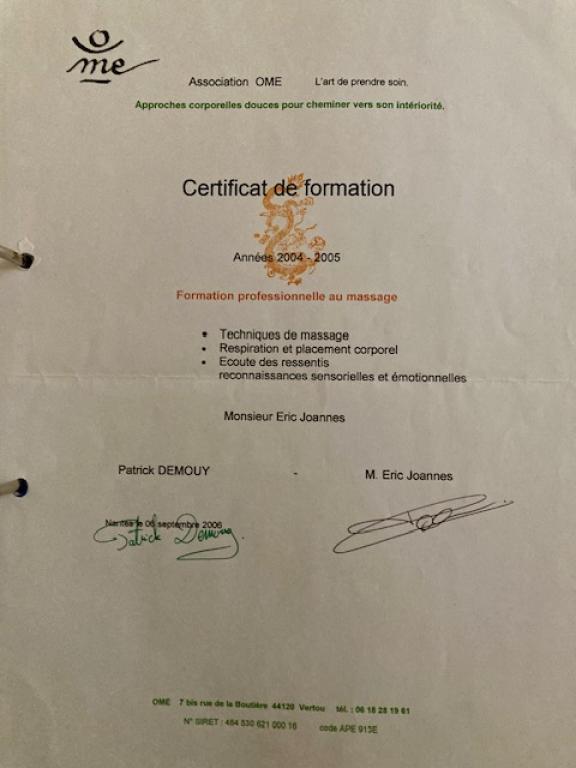 ome
Association OME L'art de prendre soin.
Approches corporelles douces pour cheminer vers son intériorité.
Certificat de formation
Années 2004 - 2005
Formation professionnelle au massage
• Techniques de massage
• Respiration et placement corporel
• Ecoute des ressentis
reconnaissances sensorielles et émotionnelles
Monsieur Eric Joannes
Patrick DEMOUY - M. Eric Joannes
Nantes le 06 septembre 2006
Patrick Demouy
OME 7 bis rue de la Boutière 44120 Vertou tél. : 06 18 28 19 61
N° SIRET : 484 530 621 000 16 code APE 913E